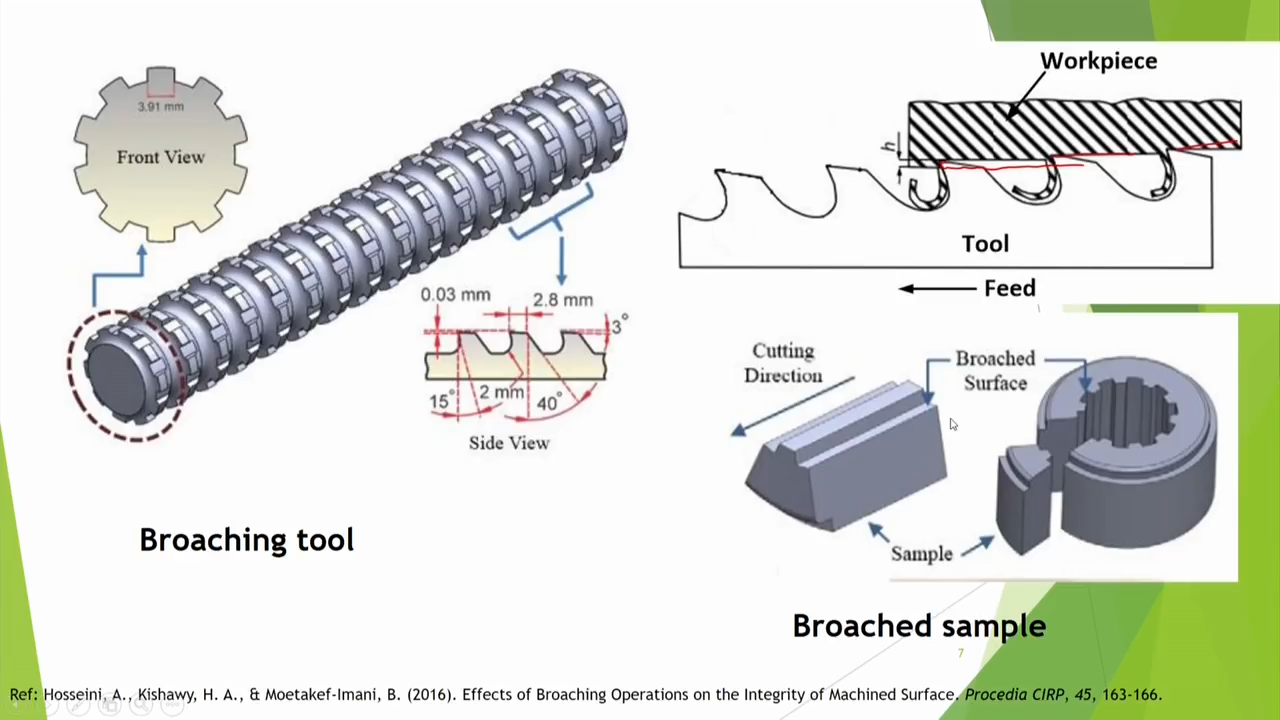 3.91 mm
Front View
0.03 mm
2.8 mm
3°
15°
2 mm
40°
Side View
Broaching tool
Workpiece
h
Tool
Feed
Cutting
Direction
Broached
Surface
Sample
Broached sample
7
Ref: Hosseini, A., Kishawy, H. A., & Moetakef-Imani, B. (2016). Effects of Broaching Operations on the Integrity of Machined Surface. Procedia CIRP, 45, 163-166.